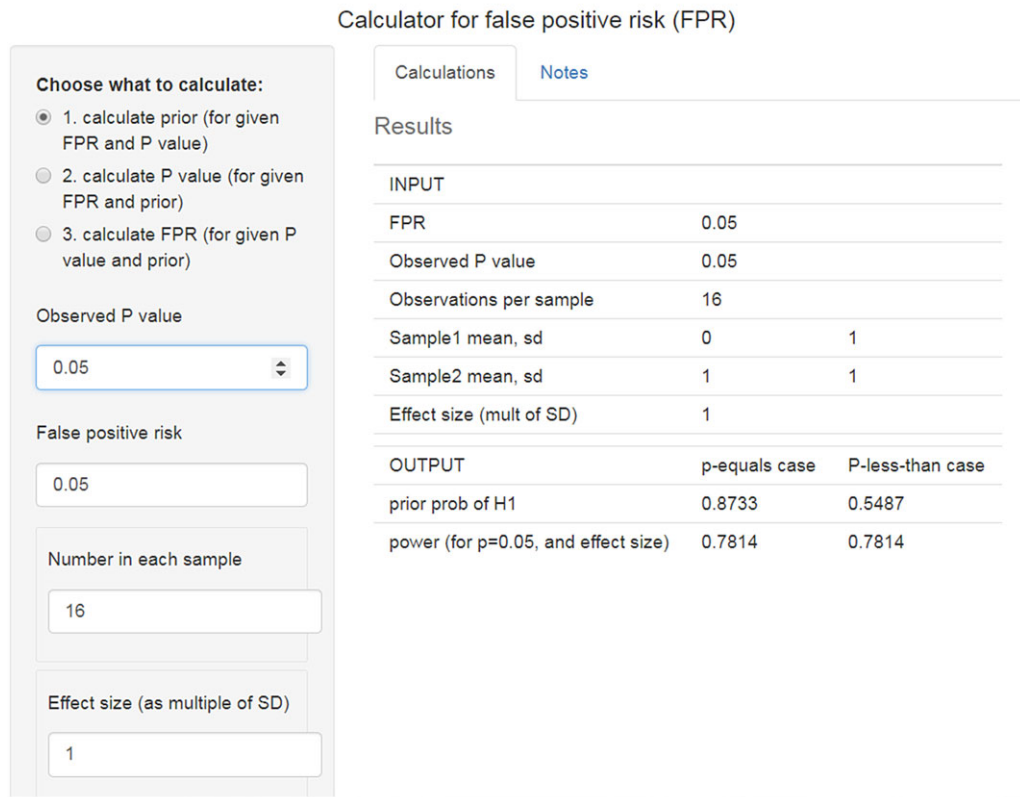 Calculator for false positive risk (FPR)
Choose what to calculate:
1. calculate prior (for given
FPR and P value)
2. calculate P value (for given
FPR and prior)
3. calculate FPR (for given P
value and prior)
Observed P value
0.05
False positive risk
0.05
Number in each sample
16
Effect size (as multiple of SD)
1
Calculations Notes
Results
INPUT
FPR 0.05
Observed P value 0.05
Observations per sample 16
Sample1 mean, sd 0 1
Sample2 mean, sd 1 1
Effect size (mult of SD) 1
OUTPUT p-equals case P-less-than case
prior prob of H1 0.8733 0.5487
power (for p=0.05, and effect size) 0.7814 0.7814